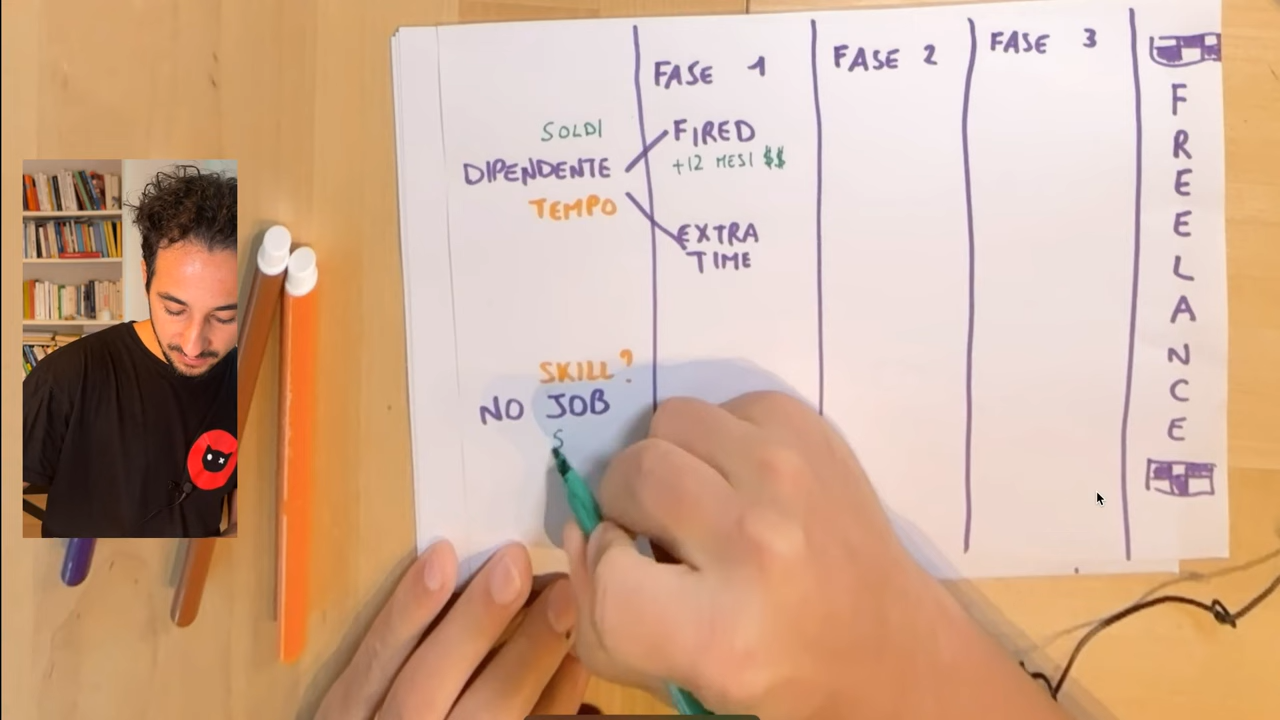 FASE 1
FASE 2
FASE 3
SOLDI
DIPENDENTE
TEMPO
FIRED
+12 MESI $$
EXTRA
TIME
SKILL?
NO JOB
S
FREELANCE